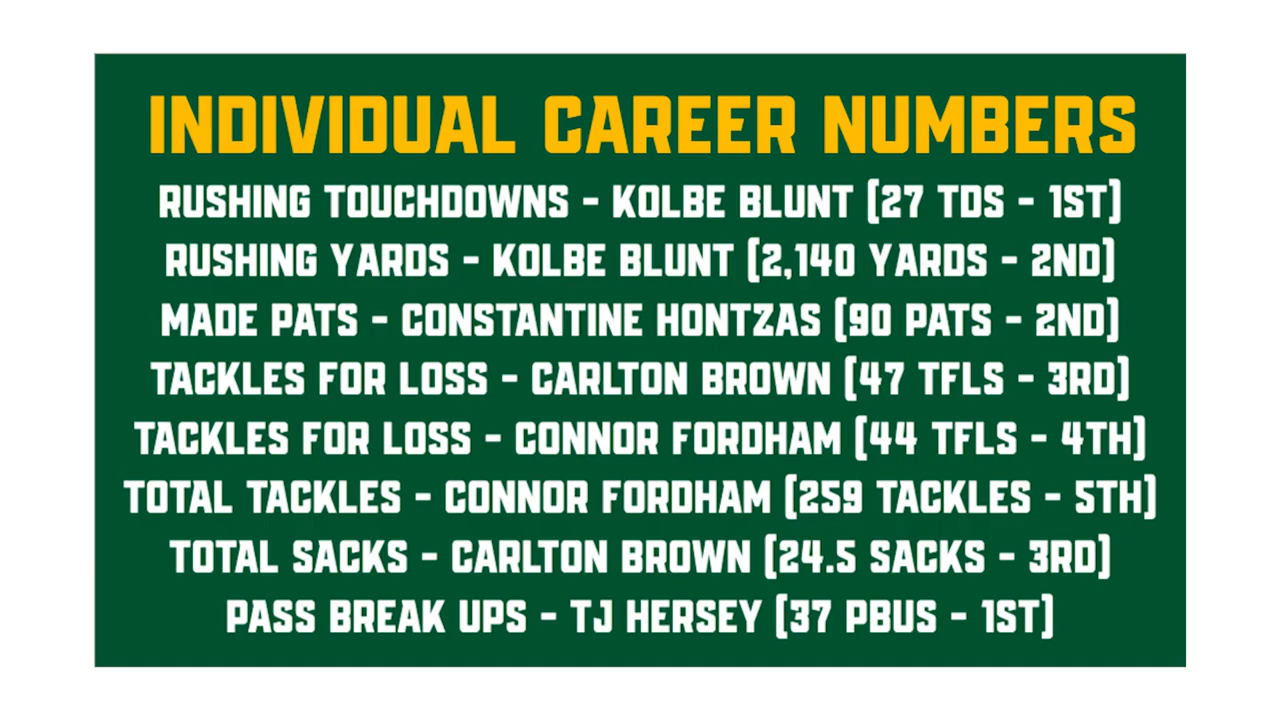 INDIVIDUAL CAREER NUMBERS
RUSHING TOUCHDOWNS - KOLBE BLUNT (27 TDS - 1ST)
RUSHING YARDS - KOLBE BLUNT (2,140 YARDS - 2ND)
MADE PATS - CONSTANTINE HONTZAS (90 PATS - 2ND)
TACKLES FOR LOSS - CARLTON BROWN (47 TFLS - 3RD)
TACKLES FOR LOSS - CONNOR FORDHAM (44 TFLS - 4TH)
TOTAL TACKLES - CONNOR FORDHAM (259 TACKLES - 5TH)
TOTAL SACKS - CARLTON BROWN (24.5 SACKS - 3RD)
PASS BREAK UPS - TJ HERSEY (37 PBUS - 1ST)